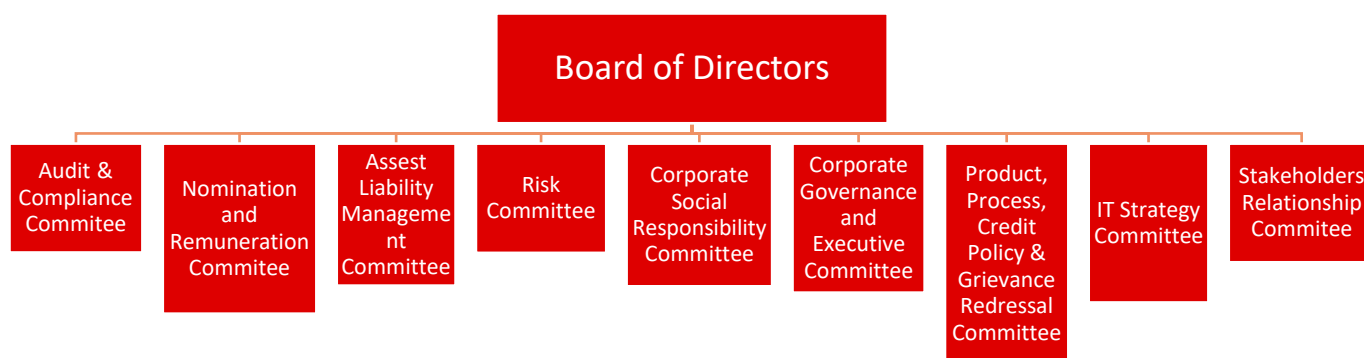 Board of Directors
Audit &
Compliance
Commitee
Nomination
and
Remuneration
Commitee
Assest
Liability
Manageme
nt
Committee
Risk
Committee
Corporate
Social
Responsibility
Committee
Corporate
Governance
and
Executive
Committee
Product,
Process,
Credit
Policy &
Grievance
Redressal
Committee
IT Strategy
Committee
Stakeholders
Relationship
Commitee